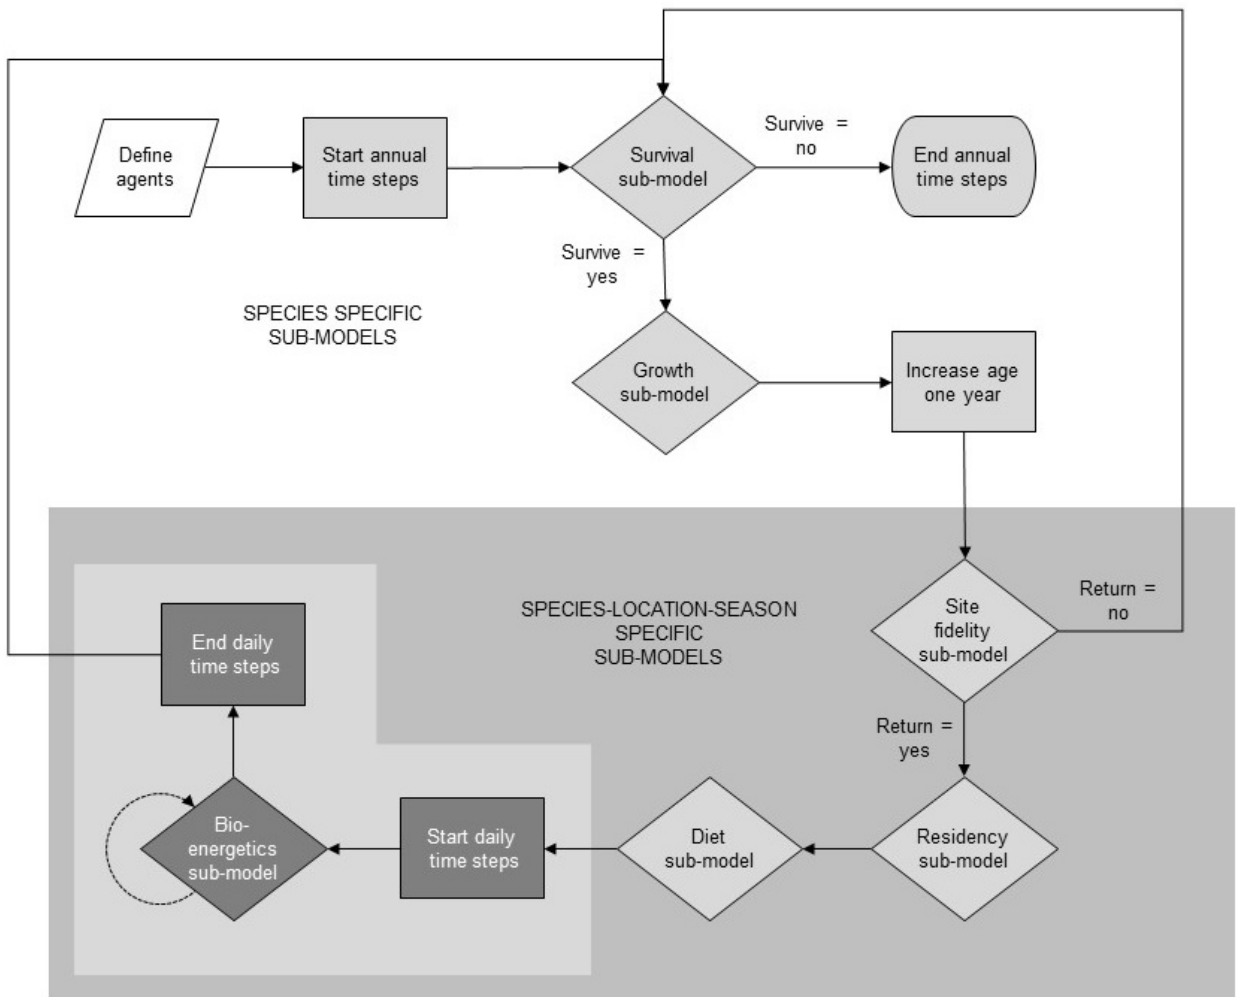 Define
agents
Start annual
time steps
Survival
sub-model
Survive =
no
End annual
time steps
Survive =
yes
SPECIES SPECIFIC
SUB-MODELS
Growth
sub-model
Increase age
one year
SPECIES-LOCATION-SEASON
SPECIFIC
SUB-MODELS
Site
fidelity
sub-model
Return =
no
End daily
time steps
Return =
yes
Bio-
energetics
sub-model
Start daily
time steps
Diet
sub-model
Residency
sub-model